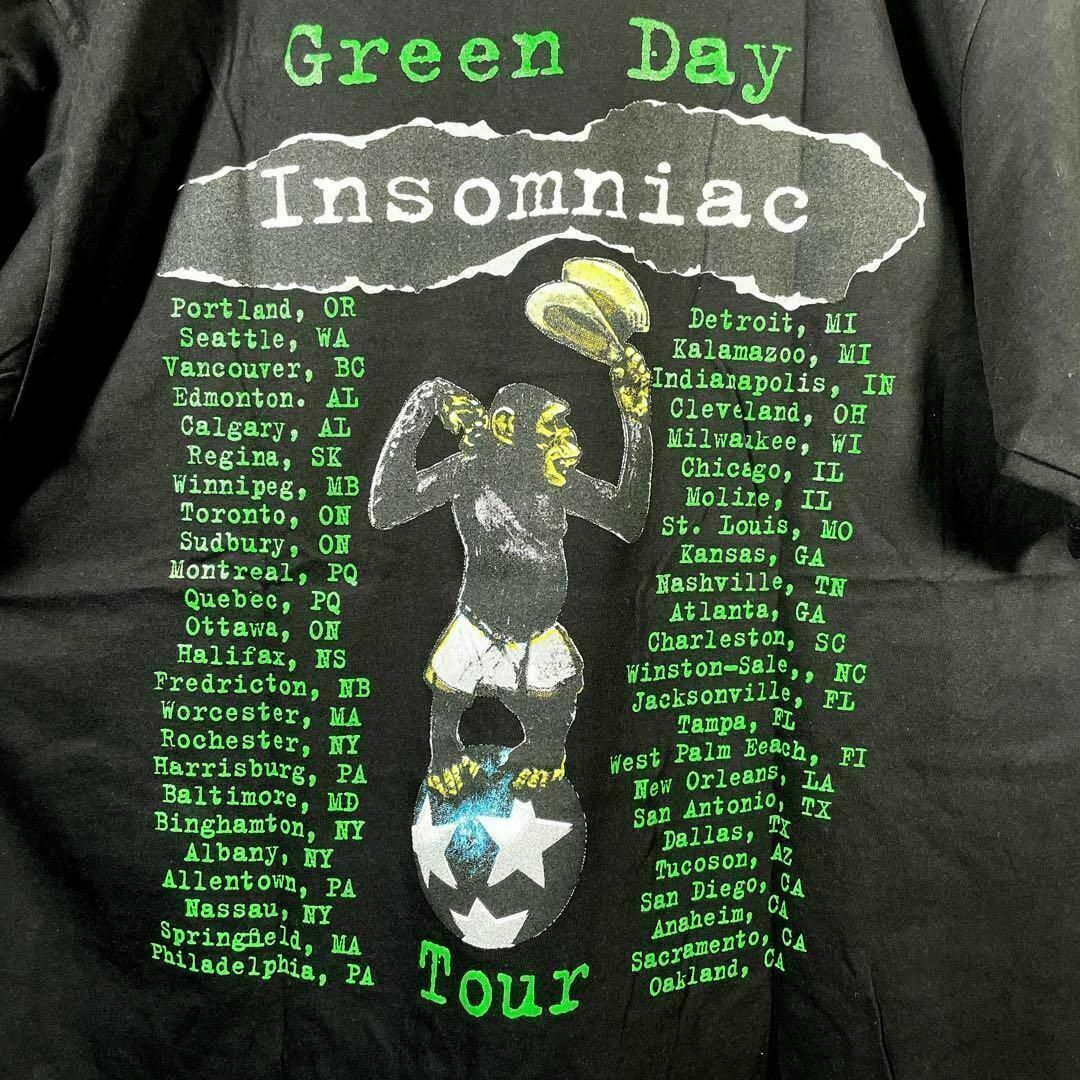 Green Day
Insomniac
Portland, OR
Seattle, WA
Vancouver, BC
Edmonton. AL
Calgary, AL
Regina, SK
Winnipeg, MB
Toronto, ON
Sudbury, ON
Montreal, PQ
Quebec, PQ
Ottawa, ON
Halifax, NS
Fredricton, NB
Worcester, MA
Rochester, NY
Harrisburg, PA
Baltimore, MD
Binghamton, NY
Albany, NY
Allentown, PA
Nassau, NY
Springfield, MA
Philadelphia, PA
Detroit, MI
Kalamazoo, MI
Indianapolis, IN
Cleveland, OH
Milwaukee, WI
Chicago, IL
Moline, IL
St. Louis, MO
Kansas, GA
Nashville, TN
Atlanta, GA
Charleston, SC
Winston-Sale,, NC
Jacksonville, FL
Tampa, FL
West Palm Beach, FI
New Orleans, LA
San Antonio, TX
Dallas, TX
Tucoson, AZ
San Diego, CA
Anaheim, CA
Sacramento, CA
Oakland, CA
Tour